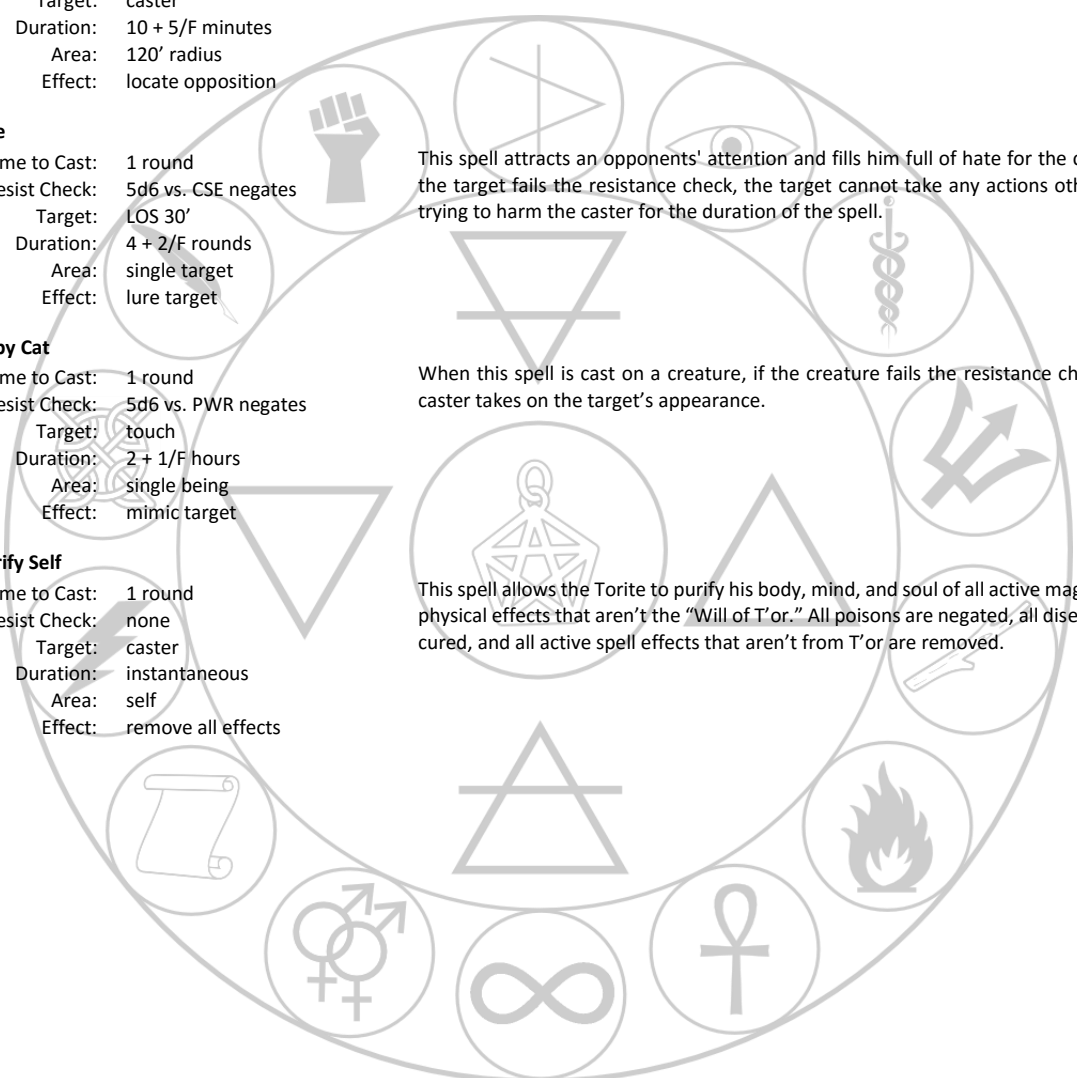 Target: caster
Duration: 10 + 5/F minutes
Area: 120’ radius
Effect: locate opposition
me to Cast: 1 round
esist Check: 5d6 vs. CSE negates
Target: LOS 30’
Duration: 4 + 2/F rounds
Area: single target
Effect: lure target
This spell attracts an opponents' attention and fills him full of hate for the
the target fails the resistance check, the target cannot take any actions
trying to harm the caster for the duration of the spell.
by Cat
me to Cast: 1 round
esist Check: 5d6 vs. PWR negates
Target: touch
Duration: 2 + 1/F hours
Area: single being
Effect: mimic target
When this spell is cast on a creature, if the creature fails the resistance
caster takes on the target’s appearance.
rify Self
me to Cast: 1 round
esist Check: none
Target: caster
Duration: instantaneous
Area: self
Effect: remove all effects
This spell allows the Torite to purify his body, mind, and soul of all active
physical effects that aren’t the “Will of T’or.” All poisons are negated, all
cured, and all active spell effects that aren’t from T’or are removed.